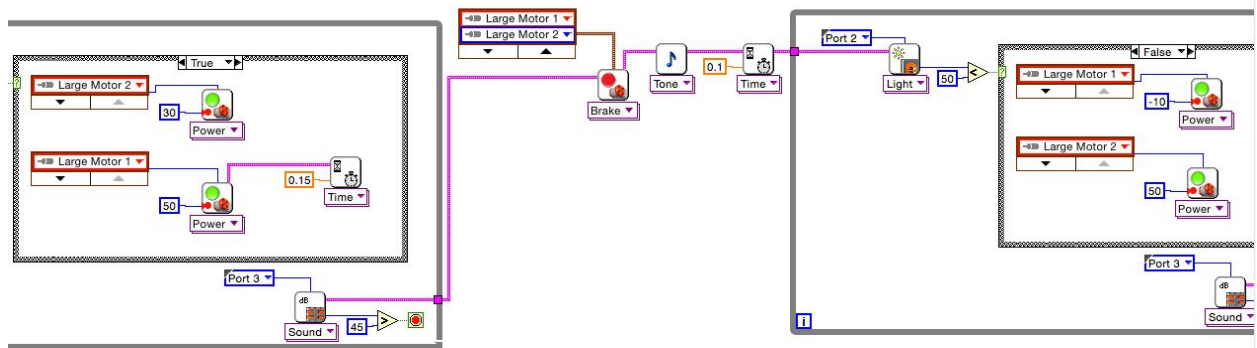 True
Large Motor 2
30
Power
Large Motor 1
50
Power
0.15
Time
Port 3
dB
Sound
45
>
Large Motor 1
Large Motor 2
Brake
Tone
0.1
Time
Port 2
Light
50
<
?
?
False
Large Motor 1
-10
Power
Large Motor 2
50
Power
Port 3
dB
Sound
i